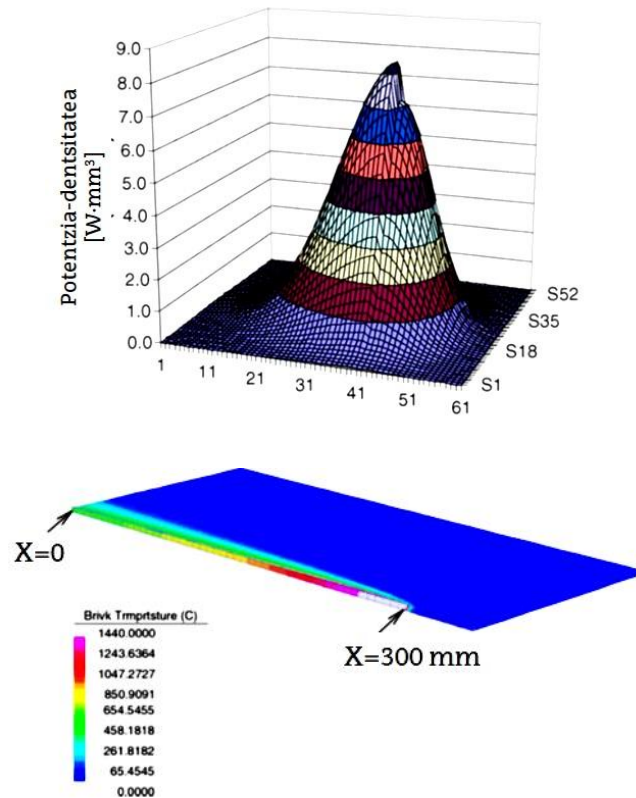 9.0
8.0
7.0
6.0
5.0
4.0
3.0
2.0
1.0
0.0
Potentzia-dentsitatea
[W·mm³]
1 11 21 31 41 51 61
S52
S35
S18
S1
X=0
X=300 mm
Brivk Trmprtsture (C)
1440.0000
1243.6364
1047.2727
850.9091
654.5455
458.1818
261.8182
65.4545
0.0000